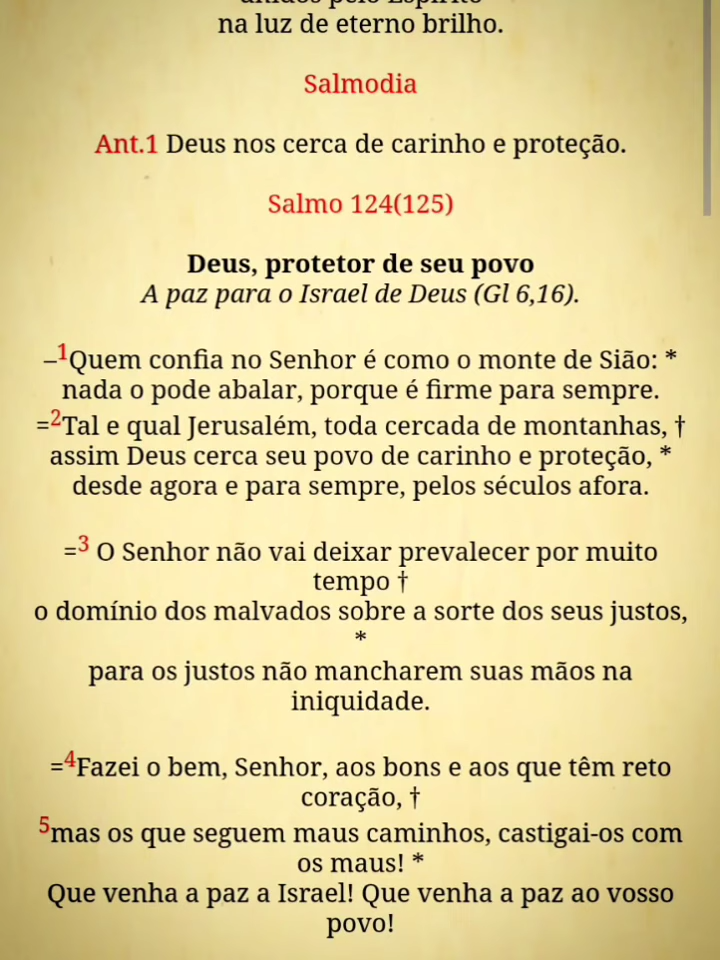 unidos pelo Espírito
na luz de eterno brilho.
Salmodia
Ant.1 Deus nos cerca de carinho e proteção.
Salmo 124(125)
Deus, protetor de seu povo
A paz para o Israel de Deus (Gl 6,16).
–1Quem confia no Senhor é como o monte de Sião: *
nada o pode abalar, porque é firme para sempre.
=2Tal e qual Jerusalém, toda cercada de montanhas, †
assim Deus cerca seu povo de carinho e proteção, *
desde agora e para sempre, pelos séculos afora.
=3 O Senhor não vai deixar prevalecer por muito
tempo †
o domínio dos malvados sobre a sorte dos seus justos,
*
para os justos não mancharem suas mãos na
iniquidade.
=4Fazei o bem, Senhor, aos bons e aos que têm reto
coração, †
5mas os que seguem maus caminhos, castigai-os com
os maus! *
Que venha a paz a Israel! Que venha a paz ao vosso
povo!